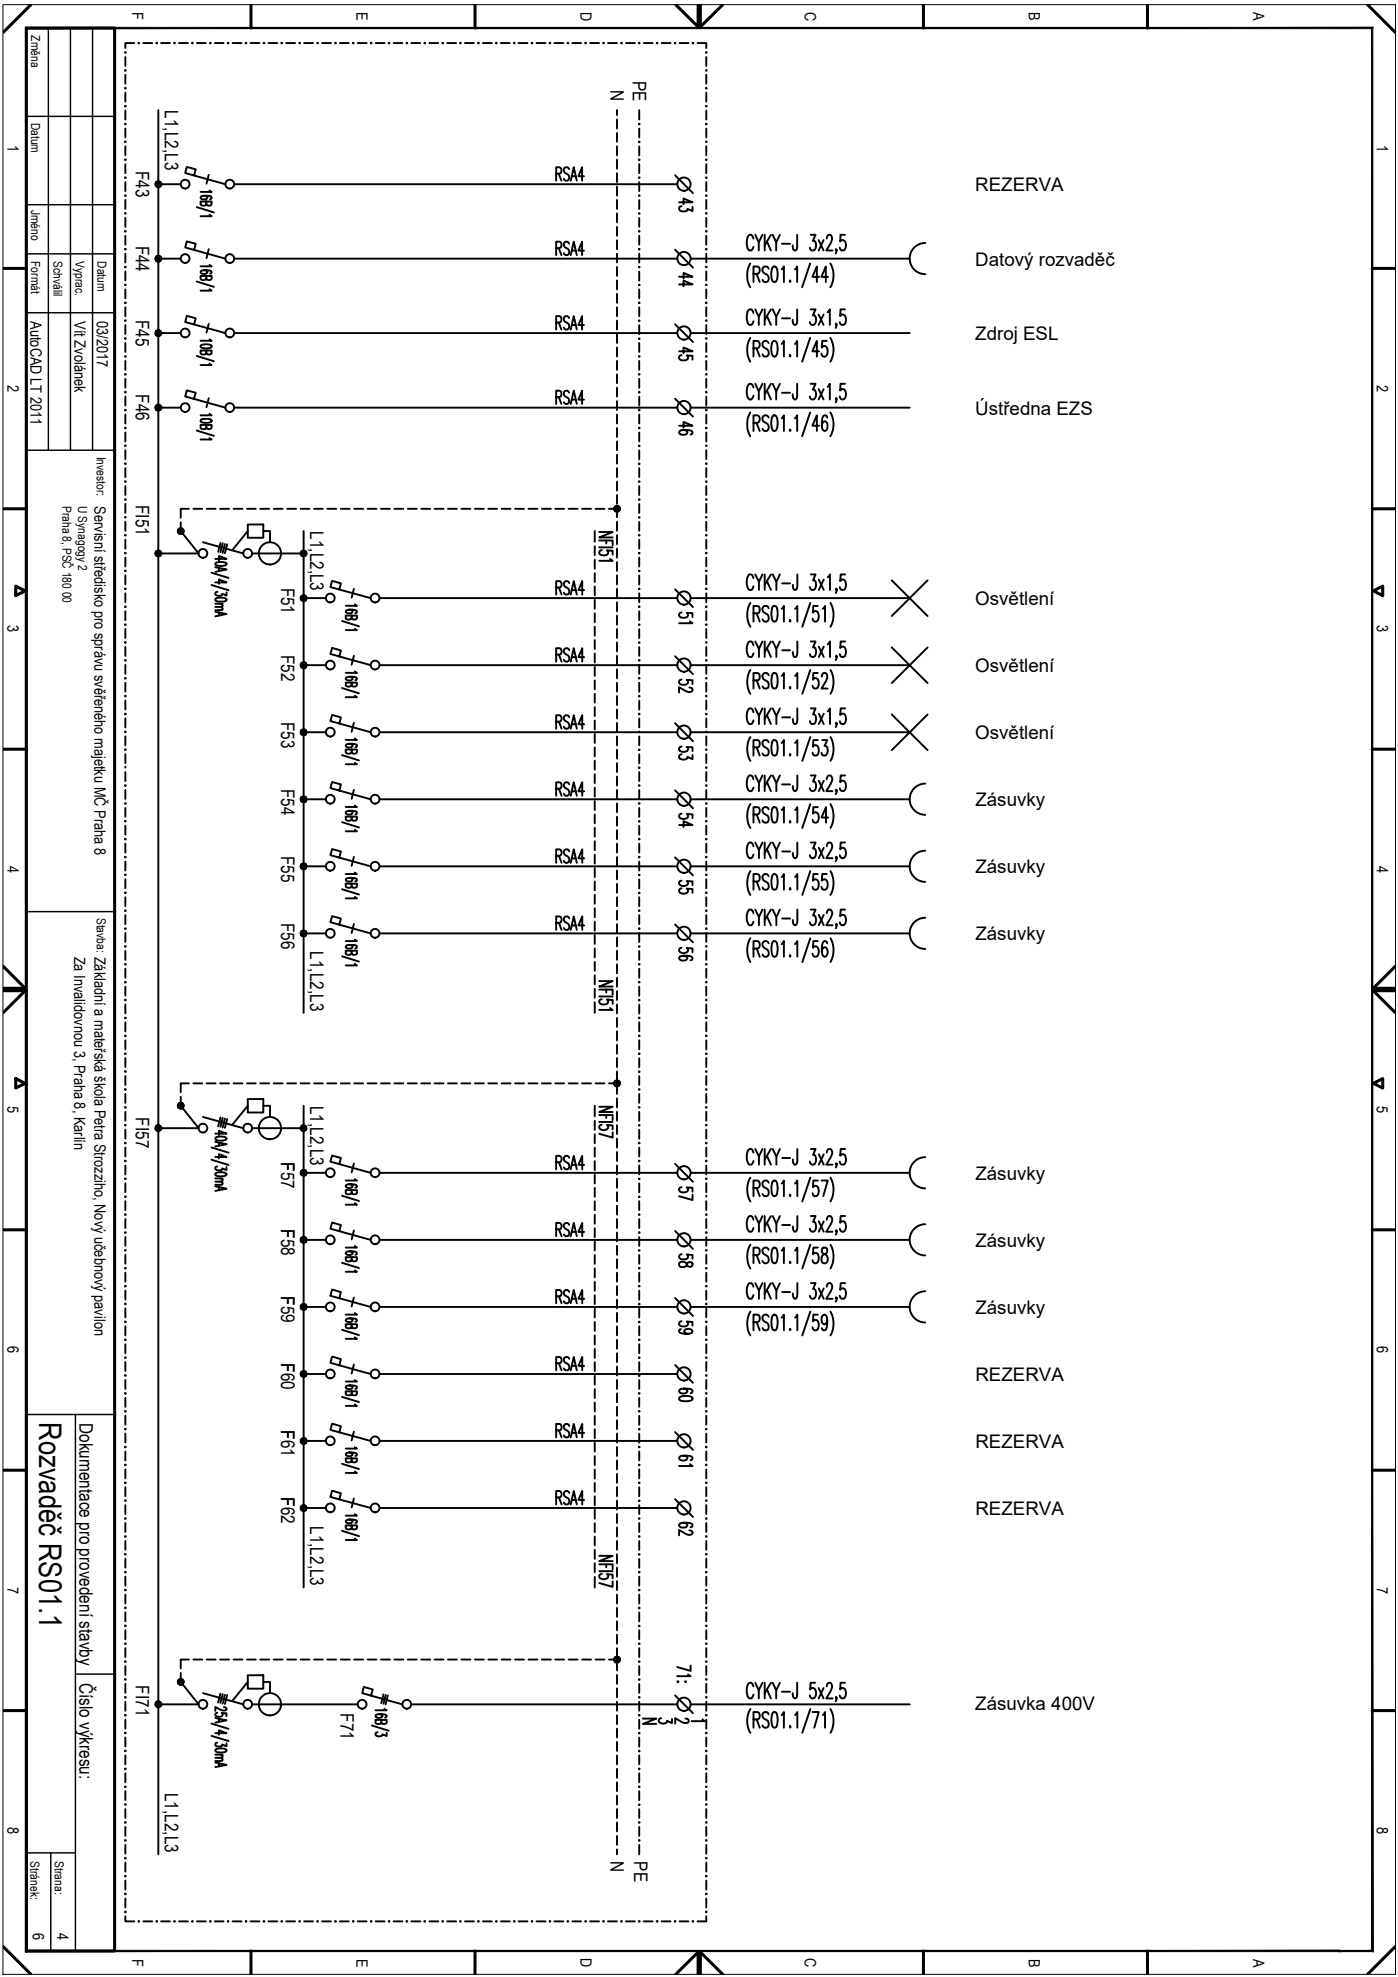 F
E
D
C
B
A
1
2
3
4
5
6
7
8
PE
N
L1,L2,L3
F43
16B/1
RSA4
43
REZERVA
F44
16B/1
RSA4
44
CYKY-J 3x2,5
(RS01.1/44)
Datový rozvaděč
F45
10B/1
RSA4
45
CYKY-J 3x1,5
(RS01.1/45)
Zdroj ESL
F46
10B/1
RSA4
46
CYKY-J 3x1,5
(RS01.1/46)
Ústředna EZS
FI51
40A/4/30mA
L1,L2,L3
NFI51
F51
16B/1
RSA4
51
CYKY-J 3x1,5
(RS01.1/51)
Osvětlení
F52
16B/1
RSA4
52
CYKY-J 3x1,5
(RS01.1/52)
Osvětlení
F53
16B/1
RSA4
53
CYKY-J 3x1,5
(RS01.1/53)
Osvětlení
F54
16B/1
RSA4
54
CYKY-J 3x2,5
(RS01.1/54)
Zásuvky
F55
16B/1
RSA4
55
CYKY-J 3x2,5
(RS01.1/55)
Zásuvky
F56
16B/1
RSA4
56
CYKY-J 3x2,5
(RS01.1/56)
Zásuvky
L1,L2,L3
NFI51
FI57
40A/4/30mA
L1,L2,L3
NFI57
F57
16B/1
RSA4
57
CYKY-J 3x2,5
(RS01.1/57)
Zásuvky
F58
16B/1
RSA4
58
CYKY-J 3x2,5
(RS01.1/58)
Zásuvky
F59
16B/1
RSA4
59
CYKY-J 3x2,5
(RS01.1/59)
Zásuvky
F60
16B/1
RSA4
60
REZERVA
F61
16B/1
RSA4
61
REZERVA
F62
16B/1
RSA4
62
REZERVA
L1,L2,L3
NFI57
FI71
25A/4/30mA
F71
16B/3
71:
1
2
3
N
CYKY-J 5x2,5
(RS01.1/71)
Zásuvka 400V
L1,L2,L3
PE
N
Změna
Datum
Jméno
Datum
03/2017
Vyprac.
Vít Zvolánek
Schválil
Formát
AutoCAD LT 2011
Investor: Servisní středisko pro správu svěřeného majetku MČ Praha 8
U Synagogy 2
Praha 8, PSČ 180 00
Stavba: Základní a mateřská škola Petra Strozziho, Nový učebnový pavilon
Za Invalidovnou 3, Praha 8, Karlín
Dokumentace pro provedení stavby
Rozvaděč RS01.1
Číslo výkresu:
Strana: 4
Stránek: 6
1
2
3
4
5
6
7
8
F
E
D
C
B
A